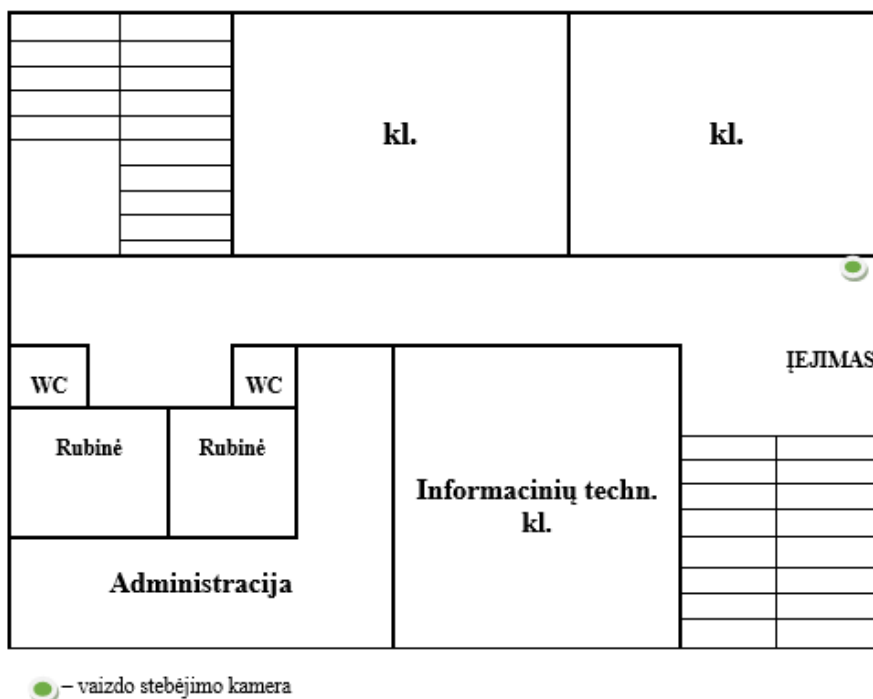 kl.
kl.
ĮEJIMAS
WC
WC
Rubinė
Rubinė
Informacinių techn.
kl.
Administracija
– vaizdo stebėjimo kamera